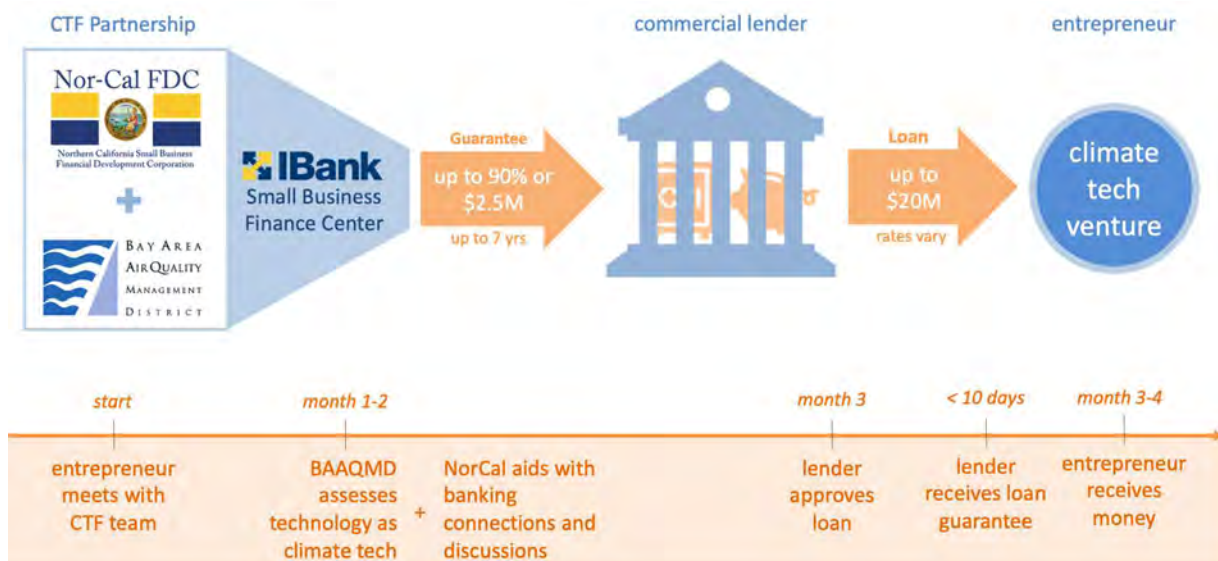 CTF Partnership
commercial lender
entrepreneur
Nor-Cal FDC
Northern California Small Business
Financial Development Corporation
+
BAY AREA
AIRQUALITY
MANAGEMENT
DISTRICT
IBank
Small Business
Finance Center
Guarantee
up to 90% or
$2.5M
up to 7 yrs
Loan
up to
$20M
rates vary
climate
tech
venture
start
month 1-2
month 3
< 10 days
month 3-4
entrepreneur
meets with
CTF team
BAAQMD
assesses
technology as
climate tech
+
NorCal aids with
banking
connections and
discussions
lender
approves
loan
lender
receives loan
guarantee
entrepreneur
receives
money